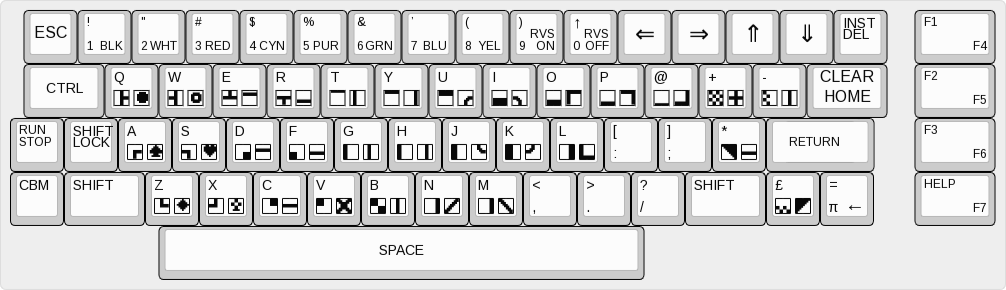 ESC ! 1 BLK " 2 WHT # 3 RED $ 4 CYN % 5 PUR & 6 GRN ' 7 BLU ( 8 YEL ) 9 RVS ON ↑ 0 RVS OFF ⇐ ⇒ ⇑ ⇓ INST DEL F1 F4
CTRL Q W E R T Y U I O P @ + - CLEAR HOME F2 F5
RUN STOP SHIFT LOCK A S D F G H J K L [ : ] ; * RETURN F3 F6
CBM SHIFT Z X C V B N M < , > . ? / SHIFT £ = π ← HELP F7
SPACE